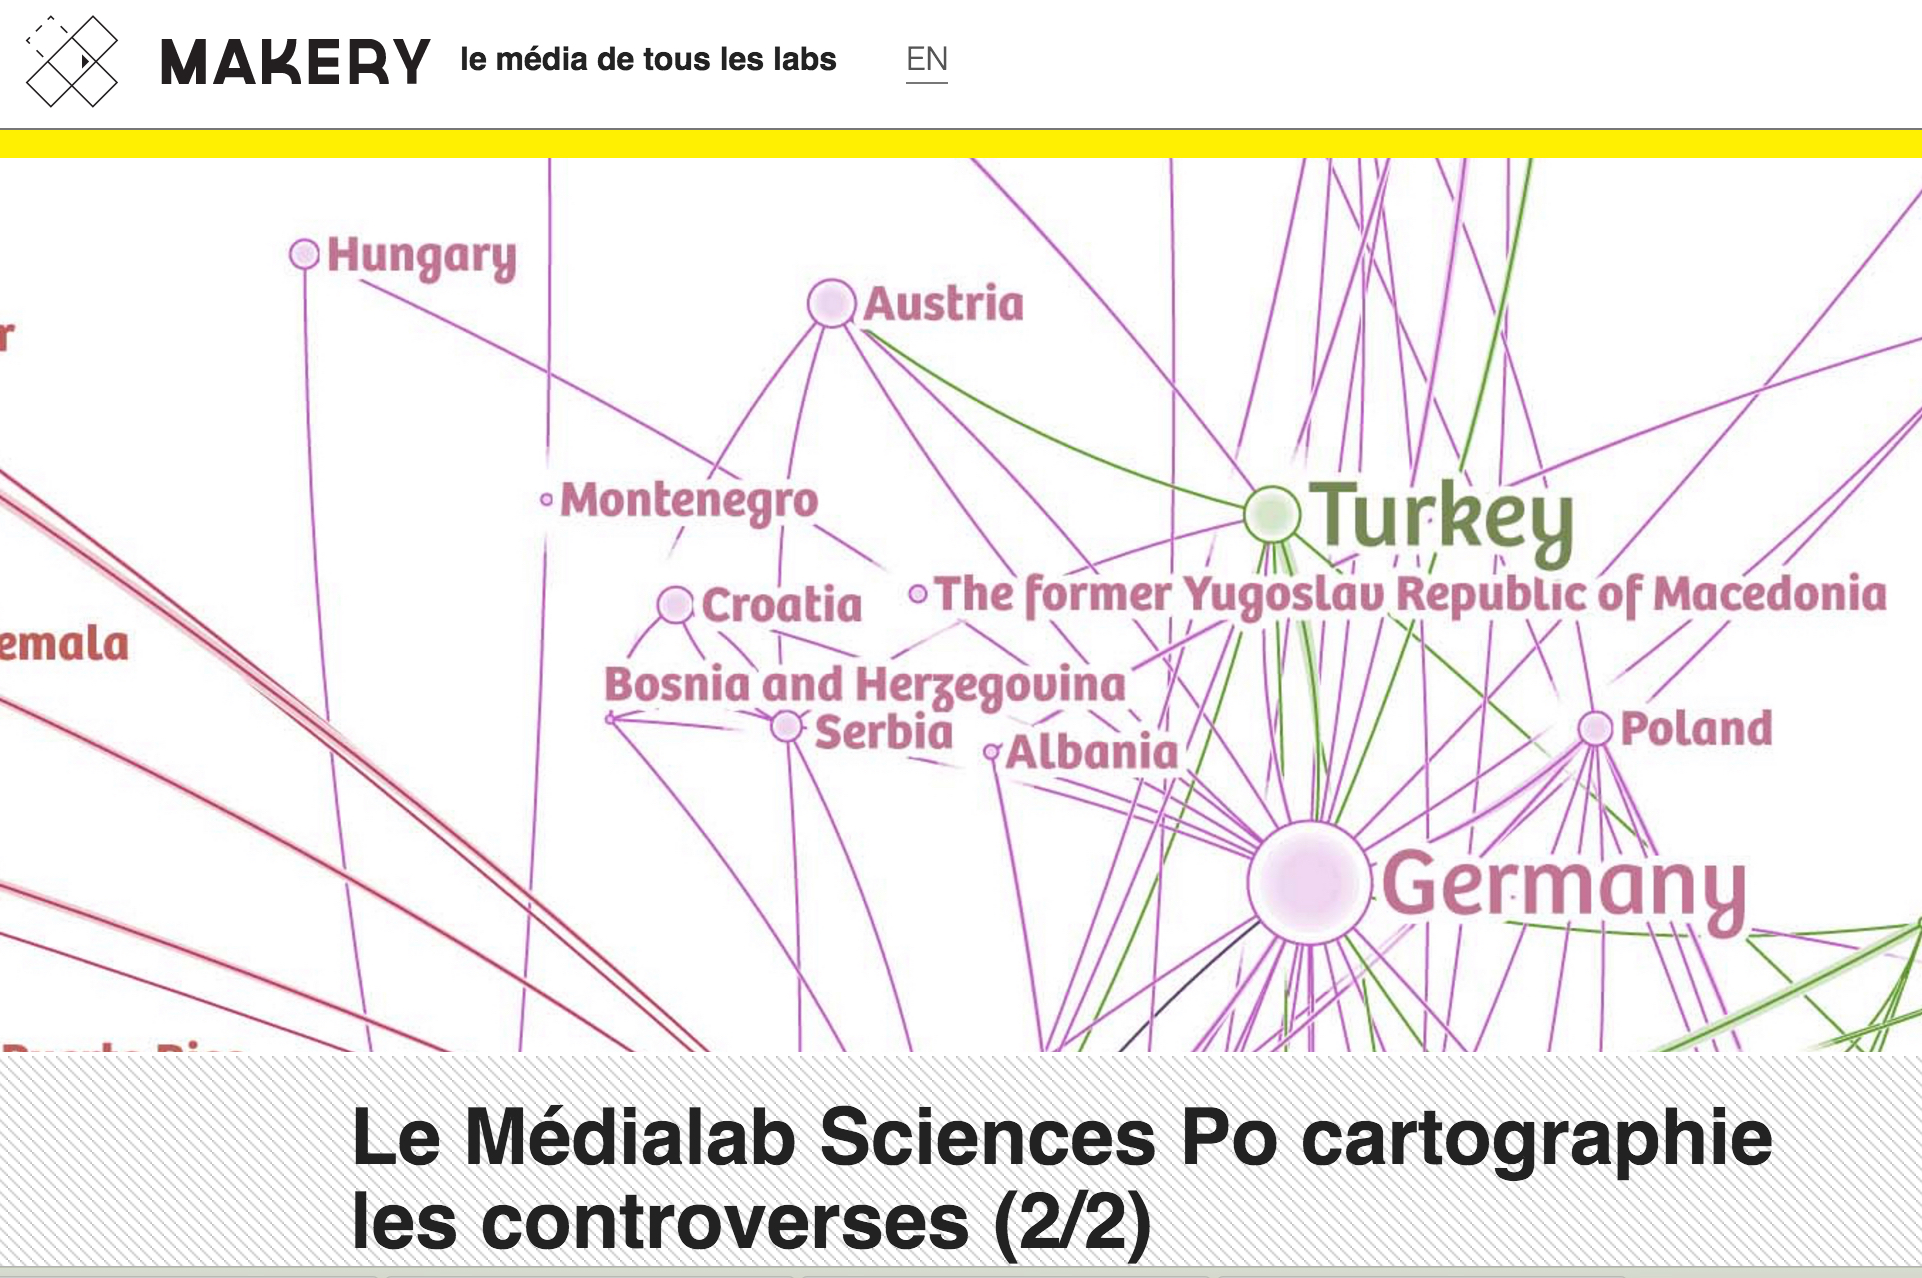 MAKERY le média de tous les labs EN
Hungary
Austria
r
Montenegro
Turkey
The former Yugoslav Republic of Macedonia
Croatia
emala
Bosnia and Herzegovina
Serbia
Albania
Poland
Germany
Le Médialab Sciences Po cartographie
les controverses (2/2)